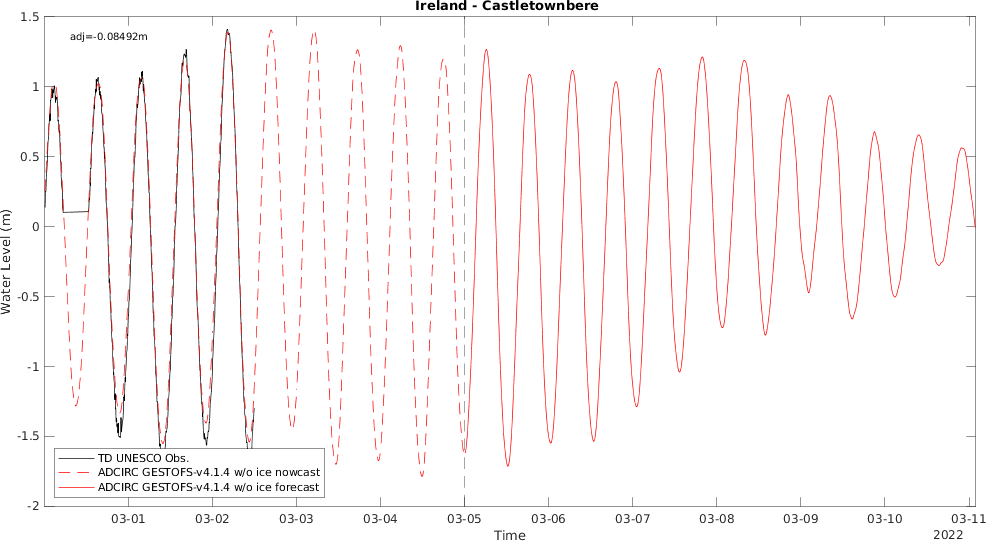 Ireland - Castletownbere
adj=-0.08492m
1.5
1
0.5
0
-0.5
-1
-1.5
-2
Water Level (m)
TD UNESCO Obs.
ADCIRC GESTOFS-v4.1.4 w/o ice nowcast
ADCIRC GESTOFS-v4.1.4 w/o ice forecast
03-01 03-02 03-03 03-04 03-05 03-06 03-07 03-08 03-09 03-10 03-11
Time
2022